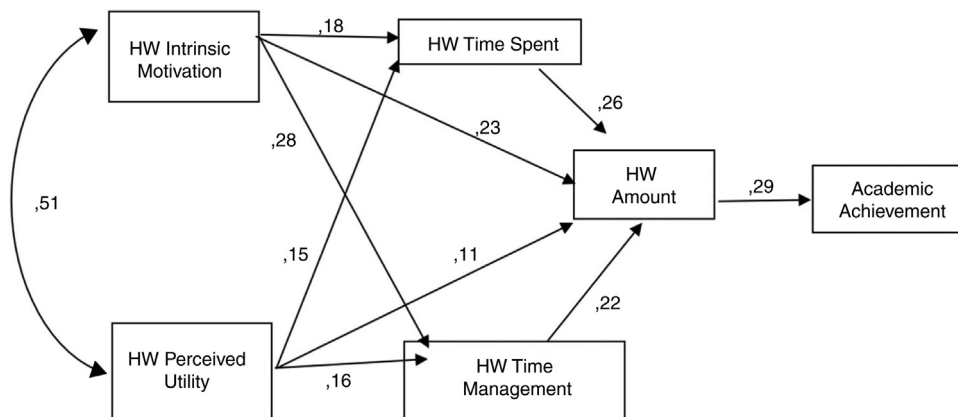 HW Intrinsic
Motivation
,18
HW Time Spent
,26
,23
,28
HW
Amount
,29
Academic
Achievement
,51
,15
,11
,22
HW Perceived
Utility
,16
HW Time
Management